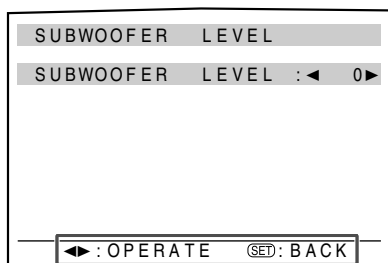 SUBWOOFER LEVEL
SUBWOOFER LEVEL :◄ 0►
◄►:OPERATE SET:BACK